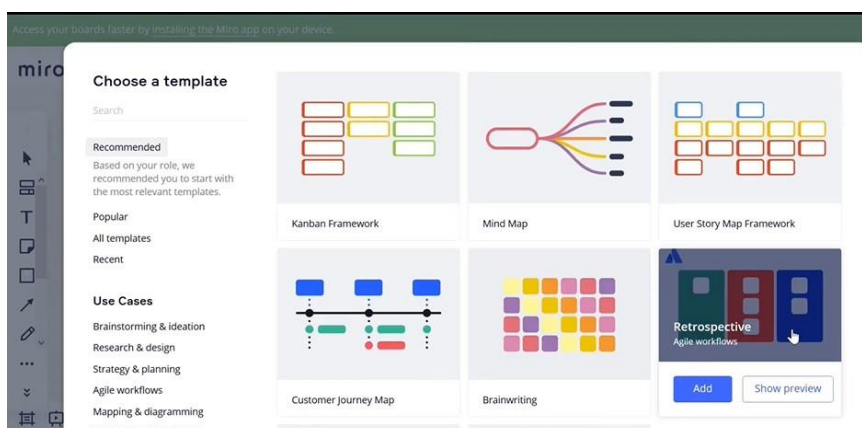 Access your boards faster by installing the Miro app on your device.
miro
Choose a template
Search
Recommended
Based on your role, we
recommended you to start with
the most relevant templates.
Popular
All templates
Recent
Use Cases
Brainstorming & ideation
Research & design
Strategy & planning
Agile workflows
Mapping & diagramming
Kanban Framework
Mind Map
User Story Map Framework
Customer Journey Map
Brainwriting
Retrospective
Agile workflows
Add
Show preview